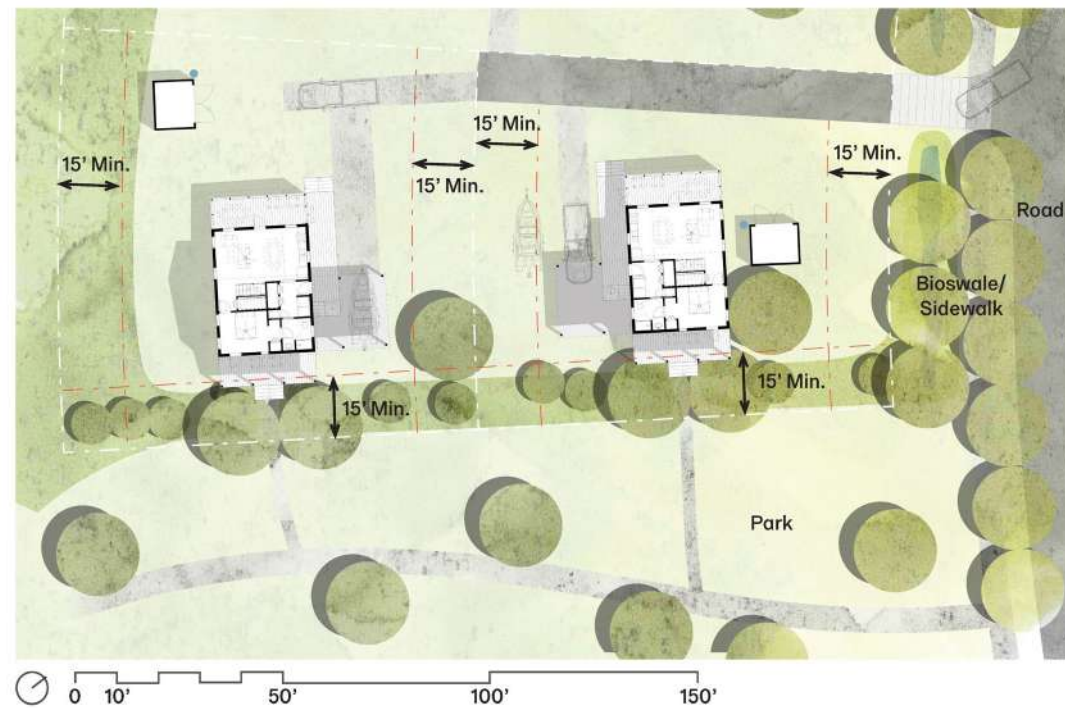 15' Min.
15' Min.
15' Min.
15' Min.
Road
Bioswale/
Sidewalk
15' Min.
15' Min.
Park
0 10' 50' 100' 150'